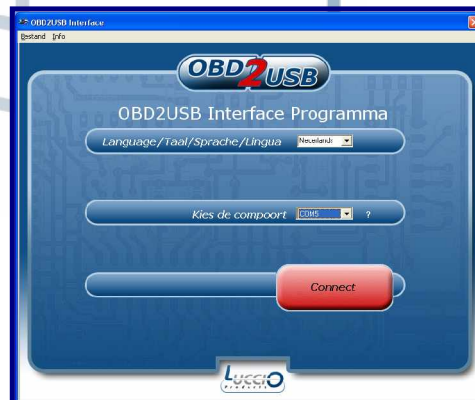 OBD2USB Interface
Bestand Info
OBD2USB
OBD2USB Interface Programma
Language/Taal/Sprache/Lingua Nederlands
Kies de compoort COM5 ?
Connect
Luccio
Products